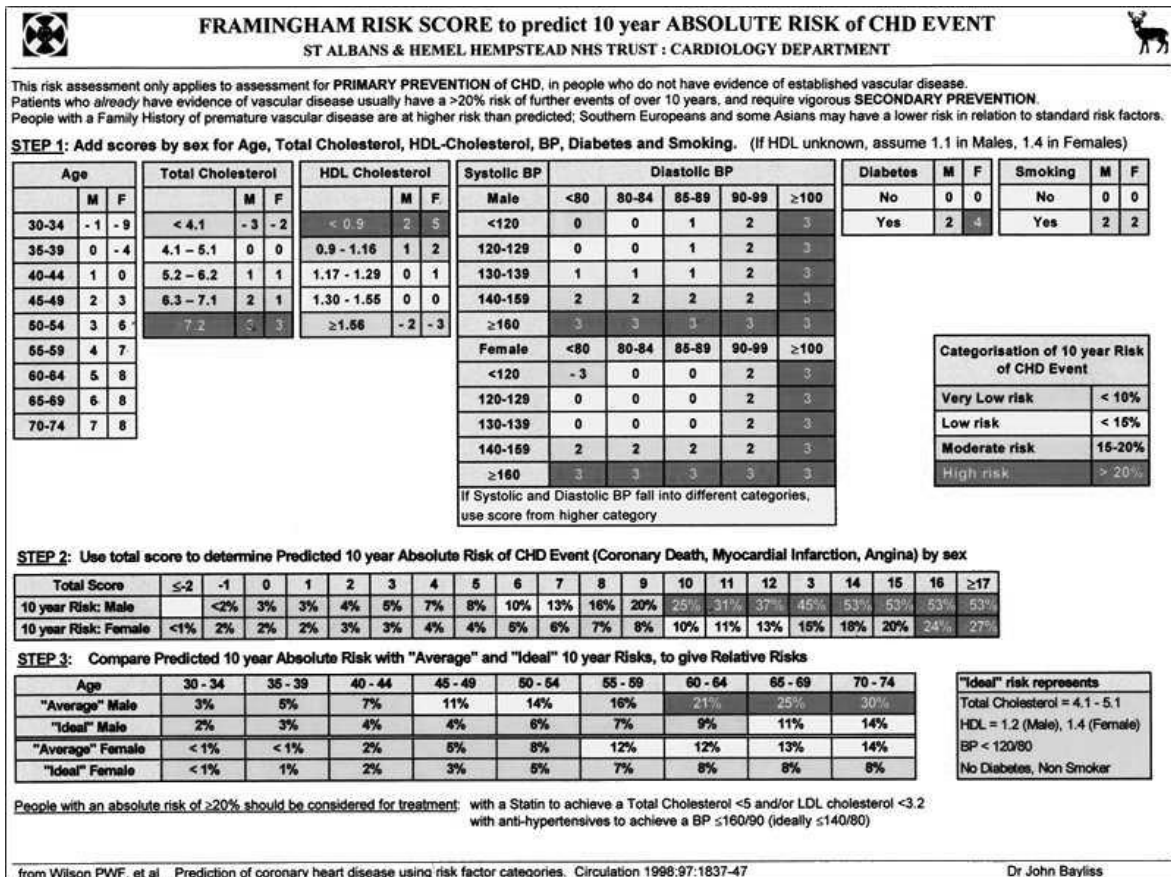 FRAMINGHAM RISK SCORE to predict 10 year ABSOLUTE RISK of CHD EVENT
ST ALBANS & HEMEL HEMPSTEAD NHS TRUST : CARDIOLOGY DEPARTMENT
This risk assessment only applies to assessment for PRIMARY PREVENTION of CHD, in people who do not have evidence of established vascular disease.
Patients who already have evidence of vascular disease usually have a >20% risk of further events of over 10 years, and require vigorous SECONDARY PREVENTION.
People with a Family History of premature vascular disease are at higher risk than predicted; Southern Europeans and some Asians may have a lower risk in relation to standard risk factors.
STEP 1: Add scores by sex for Age, Total Cholesterol, HDL-Cholesterol, BP, Diabetes and Smoking. (If HDL unknown, assume 1.1 in Males, 1.4 in Females)
Age
M F
30-34 - 1 - 9
35-39 0 - 4
40-44 1 0
45-49 2 3
50-54 3 6
55-59 4 7
60-64 5 8
65-69 6 8
70-74 7 8
Total Cholesterol
M F
< 4.1 - 3 - 2
4.1 – 5.1 0 0
5.2 – 6.2 1 1
6.3 – 7.1 2 1
7.2 3
HDL Cholesterol
M F
< 0.9 2 5
0.9 - 1.16 1 2
1.17 - 1.29 0 1
1.30 - 1.55 0 0
≥1.56 - 2 - 3
Systolic BP Diastolic BP
Male <80 80-84 85-89 90-99 ≥100
<120 0 0 1 2 3
120-129 0 0 1 2 3
130-139 1 1 1 2 3
140-159 2 2 2 2 3
≥160 3 3 3 3 3
Female <80 80-84 85-89 90-99 ≥100
<120 - 3 0 0 2 3
120-129 0 0 0 2 3
130-139 0 0 0 2 3
140-159 2 2 2 2 3
≥160 3 3 3 3 3
If Systolic and Diastolic BP fall into different categories,
use score from higher category
Diabetes M F
No 0 0
Yes 2 4
Smoking M F
No 0 0
Yes 2 2
Categorisation of 10 year Risk
of CHD Event
Very Low risk < 10%
Low risk < 15%
Moderate risk 15-20%
High risk > 20%
STEP 2: Use total score to determine Predicted 10 year Absolute Risk of CHD Event (Coronary Death, Myocardial Infarction, Angina) by sex
Total Score ≤-2 -1 0 1 2 3 4 5 6 7 8 9 10 11 12 3 14 15 16 ≥17
10 year Risk: Male <2% 3% 3% 4% 5% 7% 8% 10% 13% 16% 20% 25% 31% 37% 45% 53% 53% 53% 53%
10 year Risk: Female <1% 2% 2% 2% 3% 3% 4% 4% 5% 6% 7% 8% 10% 11% 13% 15% 18% 20% 24% 27%
STEP 3: Compare Predicted 10 year Absolute Risk with "Average" and "Ideal" 10 year Risks, to give Relative Risks
Age 30 - 34 35 - 39 40 - 44 45 - 49 50 - 54 55 - 59 60 - 64 65 - 69 70 - 74
"Average" Male 3% 5% 7% 11% 14% 16% 21% 25% 30%
"Ideal" Male 2% 3% 4% 4% 6% 7% 9% 11% 14%
"Average" Female < 1% < 1% 2% 5% 8% 12% 12% 13% 14%
"Ideal" Female < 1% 1% 2% 3% 5% 7% 8% 8% 8%
"Ideal" risk represents
Total Cholesterol = 4.1 - 5.1
HDL = 1.2 (Male), 1.4 (Female)
BP < 120/80
No Diabetes, Non Smoker
People with an absolute risk of ≥20% should be considered for treatment: with a Statin to achieve a Total Cholesterol <5 and/or LDL cholesterol <3.2
with anti-hypertensives to achieve a BP ≤160/90 (ideally ≤140/80)
from Wilson PWF, et al Prediction of coronary heart disease using risk factor categories. Circulation 1998:97:1837-47
Dr John Bayliss